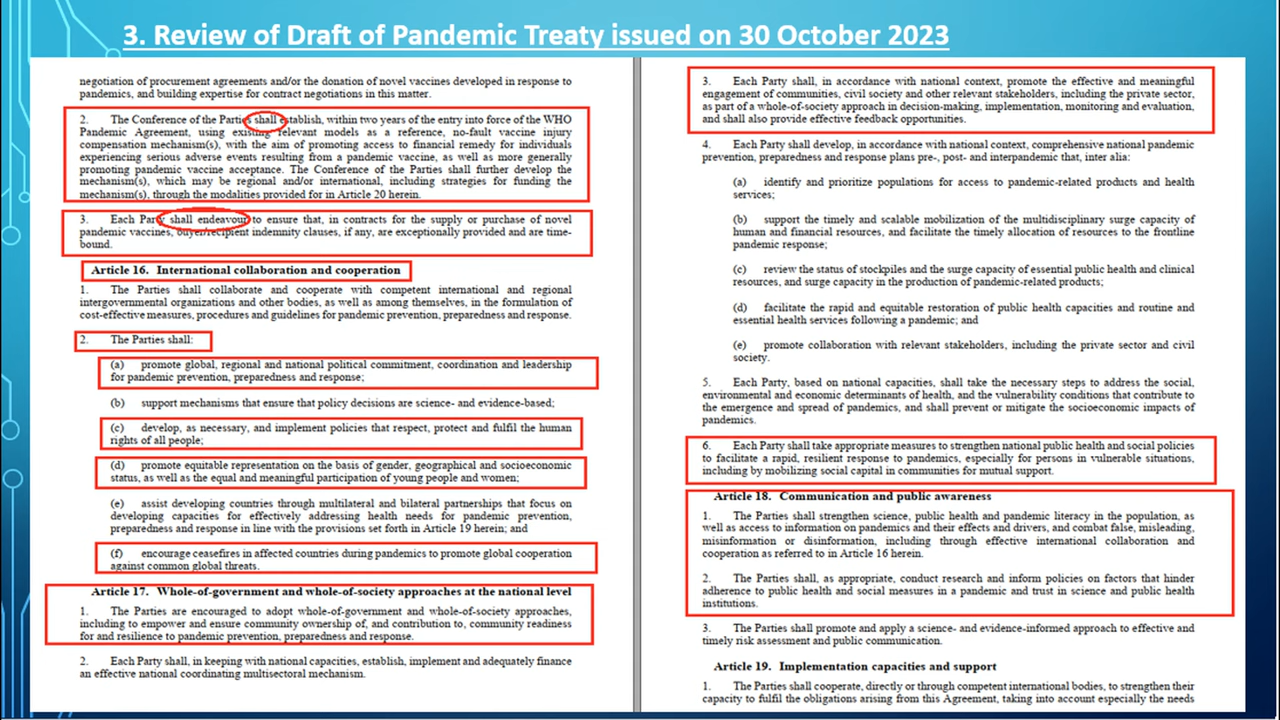 3. Review of Draft of Pandemic Treaty issued on 30 October 2023
negotiation of procurement agreements and/or the donation of novel vaccines developed in response to
pandemics, and building expertise for contract negotiations in this matter.
2. The Conference of the Parties shall establish, within two years of the entry into force of the WHO
Pandemic Agreement, using existing relevant models as a reference, no-fault vaccine injury
compensation mechanism(s), with the aim of promoting access to financial remedy for individuals
experiencing serious adverse events resulting from a pandemic vaccine, as well as more generally
promoting pandemic vaccine acceptance. The Conference of the Parties shall further develop the
mechanism(s), which may be regional and/or international, including strategies for funding the
mechanism(s), through the modalities provided for in Article 20 herein.
3. Each Party shall endeavour to ensure that, in contracts for the supply or purchase of novel
pandemic vaccines, buyer/recipient indemnity clauses, if any, are exceptionally provided and are time-
bound.
Article 16. International collaboration and cooperation
1. The Parties shall collaborate and cooperate with competent international and regional
intergovernmental organizations and other bodies, as well as among themselves, in the formulation of
cost-effective measures, procedures and guidelines for pandemic prevention, preparedness and response.
2. The Parties shall:
(a) promote global, regional and national political commitment, coordination and leadership
for pandemic prevention, preparedness and response;
(b) support mechanisms that ensure that policy decisions are science- and evidence-based;
(c) develop, as necessary, and implement policies that respect, protect and fulfil the human
rights of all people;
(d) promote equitable representation on the basis of gender, geographical and socioeconomic
status, as well as the equal and meaningful participation of young people and women;
(e) assist developing countries through multilateral and bilateral partnerships that focus on
developing capacities for effectively addressing health needs for pandemic prevention,
preparedness and response in line with the provisions set forth in Article 19 herein; and
(f) encourage ceasefires in affected countries during pandemics to promote global cooperation
against common global threats.
Article 17. Whole-of-government and whole-of-society approaches at the national level
1. The Parties are encouraged to adopt whole-of-government and whole-of-society approaches,
including to empower and ensure community ownership of, and contribution to, community readiness
for and resilience to pandemic prevention, preparedness and response.
2. Each Party shall, in keeping with national capacities, establish, implement and adequately finance
an effective national coordinating multisectoral mechanism.
3. Each Party shall, in accordance with national context, promote the effective and meaningful
engagement of communities, civil society and other relevant stakeholders, including the private sector,
as part of a whole-of-society approach in decision-making, implementation, monitoring and evaluation,
and shall also provide effective feedback opportunities.
4. Each Party shall develop, in accordance with national context, comprehensive national pandemic
prevention, preparedness and response plans pre-, post- and interpandemic that, inter alia:
(a) identify and prioritize populations for access to pandemic-related products and health
services;
(b) support the timely and scalable mobilization of the multidisciplinary surge capacity of
human and financial resources, and facilitate the timely allocation of resources to the frontline
pandemic response;
(c) review the status of stockpiles and the surge capacity of essential public health and clinical
resources, and surge capacity in the production of pandemic-related products;
(d) facilitate the rapid and equitable restoration of public health capacities and routine and
essential health services following a pandemic; and
(e) promote collaboration with relevant stakeholders, including the private sector and civil
society.
5. Each Party, based on national capacities, shall take the necessary steps to address the social,
environmental and economic determinants of health, and the vulnerability conditions that contribute to
the emergence and spread of pandemics, and shall prevent or mitigate the socioeconomic impacts of
pandemics.
6. Each Party shall take appropriate measures to strengthen national public health and social policies
to facilitate a rapid, resilient response to pandemics, especially for persons in vulnerable situations,
including by mobilizing social capital in communities for mutual support.
Article 18. Communication and public awareness
1. The Parties shall strengthen science, public health and pandemic literacy in the population, as
well as access to information on pandemics and their effects and drivers, and combat false, misleading,
misinformation or disinformation, including through effective international collaboration and
cooperation as referred to in Article 16 herein.
2. The Parties shall, as appropriate, conduct research and inform policies on factors that hinder
adherence to public health and social measures in a pandemic and trust in science and public health
institutions.
3. The Parties shall promote and apply a science- and evidence-informed approach to effective and
timely risk assessment and public communication.
Article 19. Implementation capacities and support
1. The Parties shall cooperate, directly or through competent international bodies, to strengthen their
capacity to fulfil the obligations arising from this Agreement, taking into account especially the needs